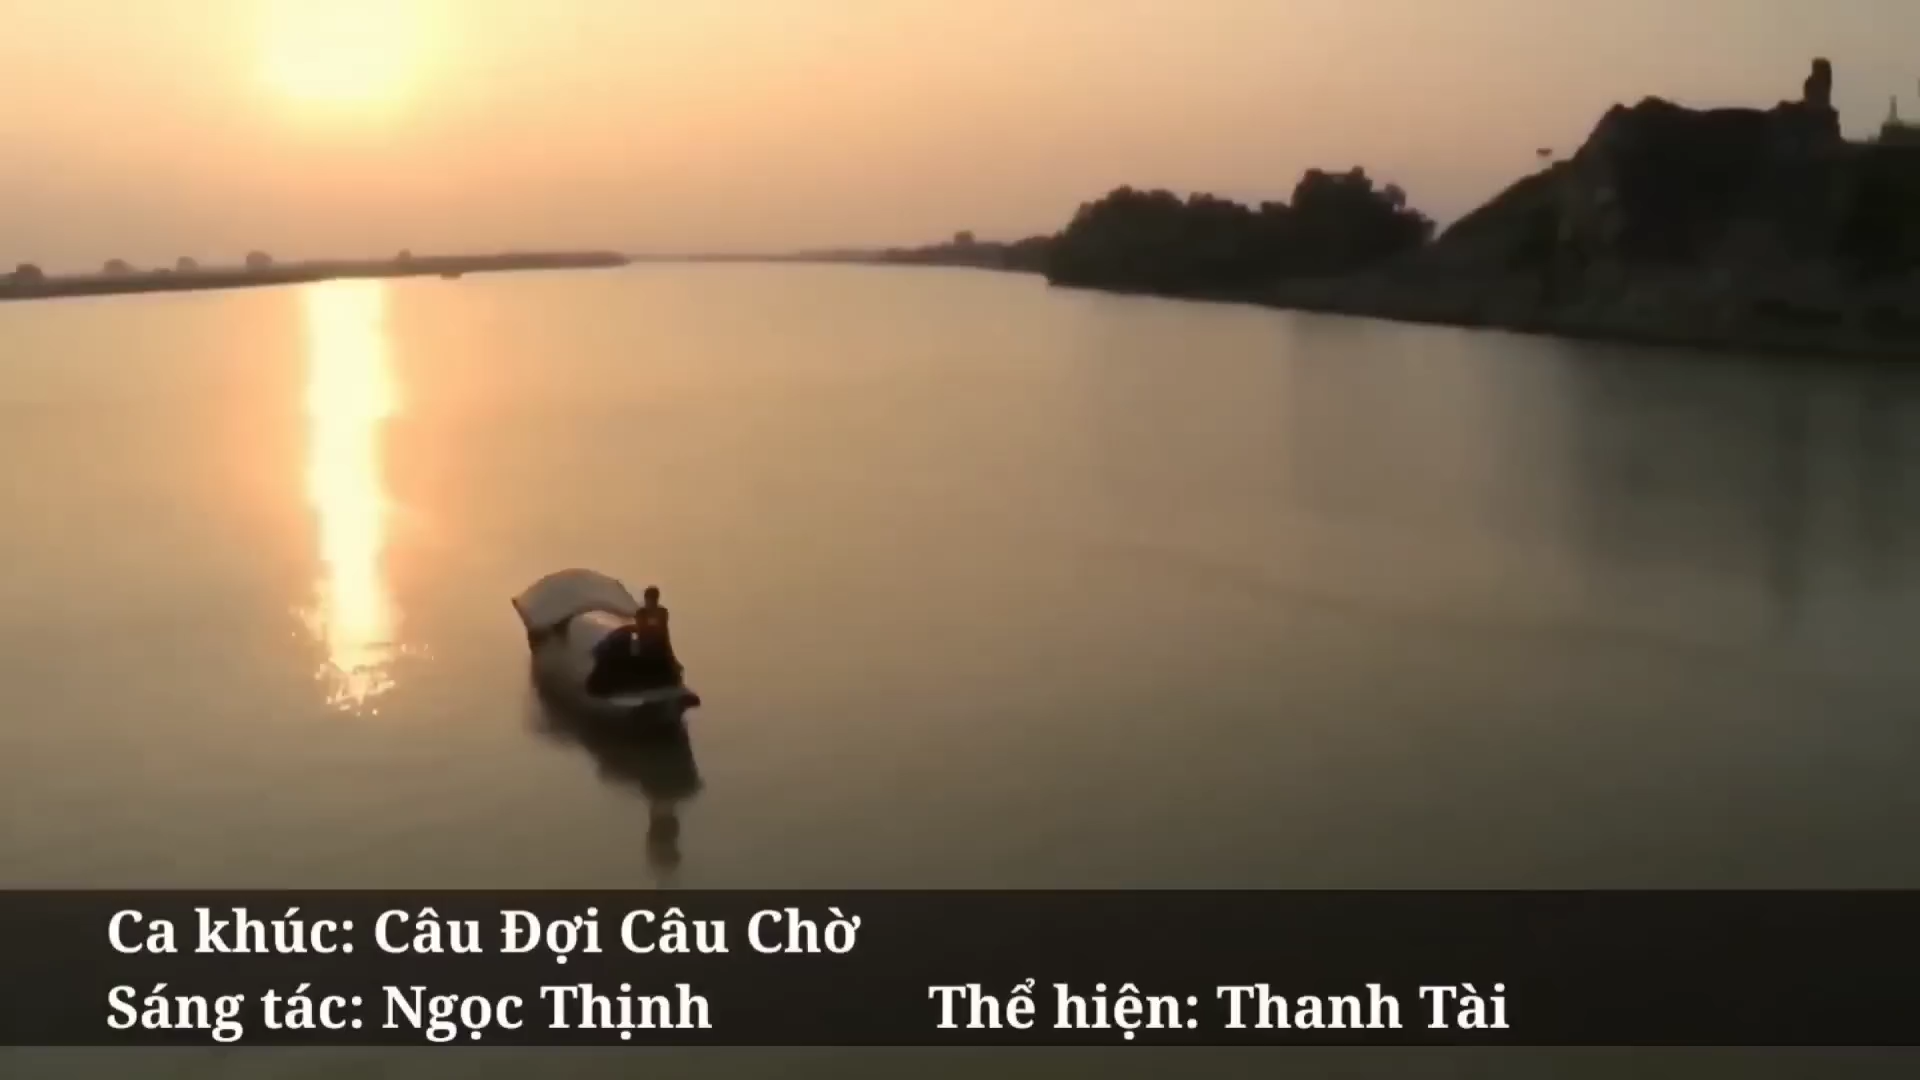 Ca khúc: Câu Đợi Câu Chờ
Sáng tác: Ngọc Thịnh Thể hiện: Thanh Tài